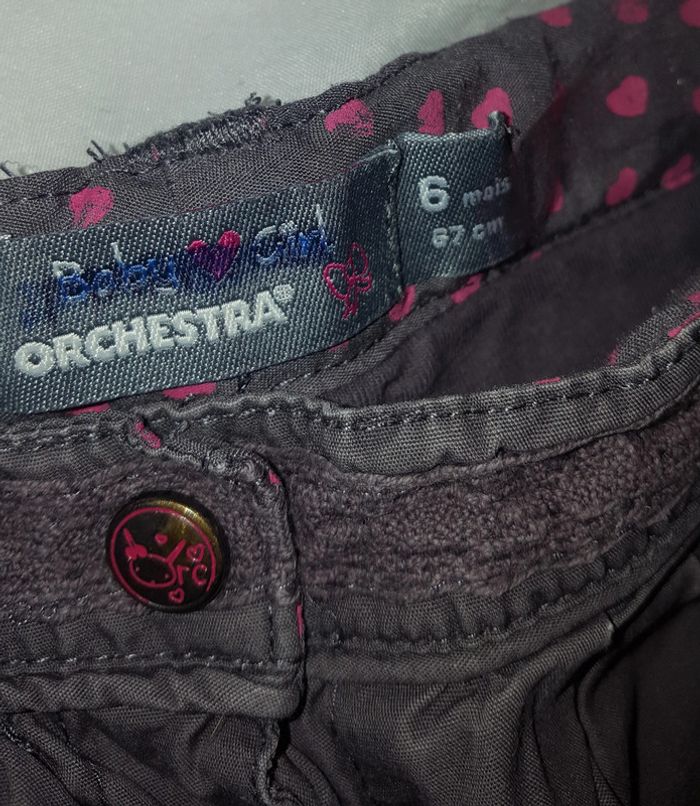 Baby Girl
ORCHESTRA®
6 mois
67 cm